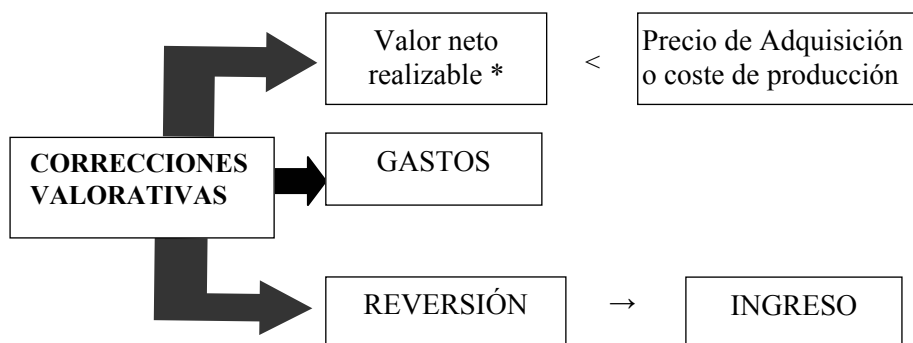 Valor neto
realizable *
<
Precio de Adquisición
o coste de producción
CORRECCIONES
VALORATIVAS
GASTOS
REVERSIÓN
→
INGRESO